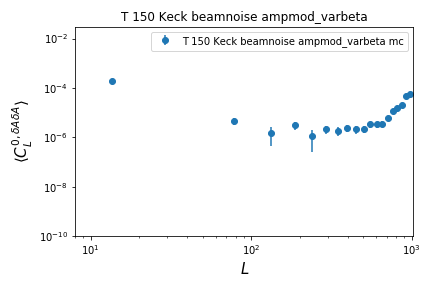 T 150 Keck beamnoise ampmod_varbeta
T 150 Keck beamnoise ampmod_varbeta mc
10⁻²
10⁻⁴
10⁻⁶
10⁻⁸
10⁻¹⁰
⟨C_L^{0, δAδA}⟩
10¹ 10² 10³
L